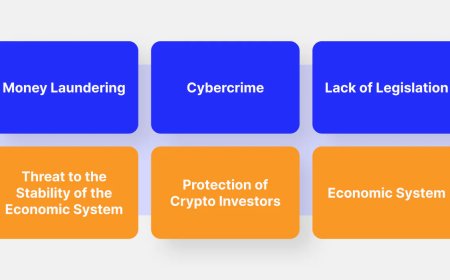 Money Laundering
Cybercrime
Lack of Legislation
Threat to the
Stability of the
Economic System
Protection of
Crypto Investors
Economic System